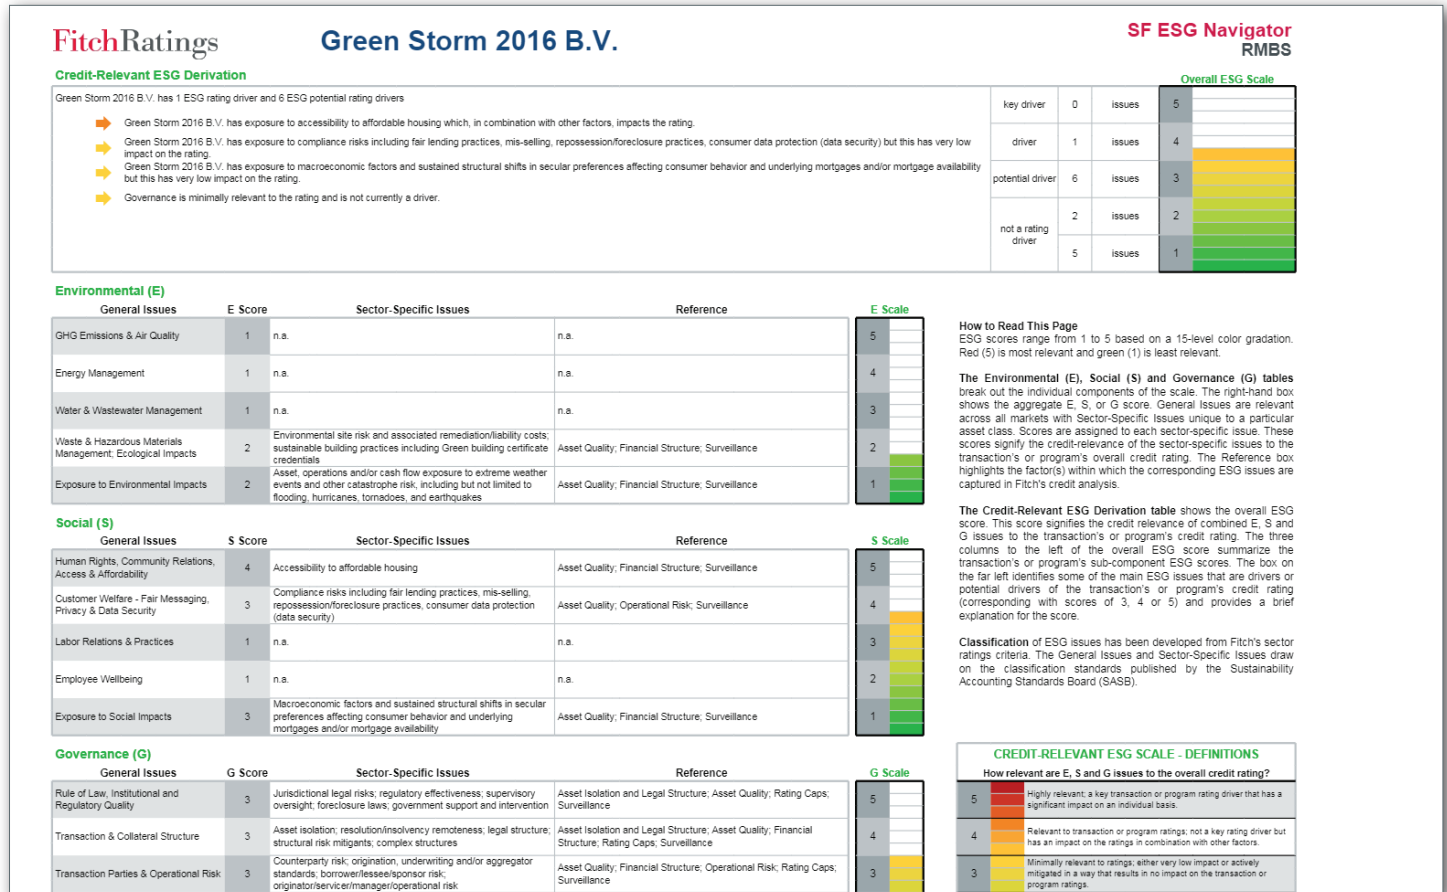 FitchRatings
Green Storm 2016 B.V.
SF ESG Navigator
RMBS
Credit-Relevant ESG Derivation
Overall ESG Scale
Green Storm 2016 B.V. has 1 ESG rating driver and 6 ESG potential rating drivers
Green Storm 2016 B.V. has exposure to accessibility to affordable housing which, in combination with other factors, impacts the rating.
Green Storm 2016 B.V. has exposure to compliance risks including fair lending practices, mis-selling, repossession/foreclosure practices, consumer data protection (data security) but this has very low
impact on the rating.
Green Storm 2016 B.V. has exposure to macroeconomic factors and sustained structural shifts in secular preferences affecting consumer behavior and underlying mortgages and/or mortgage availability
but this has very low impact on the rating.
Governance is minimally relevant to the rating and is not currently a driver.
key driver 0 issues 5
driver 1 issues 4
potential driver 6 issues 3
not a rating
driver
2 issues 2
5 issues 1
Environmental (E)
General Issues E Score Sector-Specific Issues Reference E Scale
GHG Emissions & Air Quality 1 n.a. n.a. 5
Energy Management 1 n.a. n.a. 4
Water & Wastewater Management 1 n.a. n.a. 3
Waste & Hazardous Materials
Management; Ecological Impacts
2
Environmental site risk and associated remediation/liability costs;
sustainable building practices including Green building certificate
credentials
Asset Quality; Financial Structure; Surveillance
2
Exposure to Environmental Impacts
2
Asset, operations and/or cash flow exposure to extreme weather
events and other catastrophe risk, including but not limited to
flooding, hurricanes, tornadoes, and earthquakes
Asset Quality; Financial Structure; Surveillance
1
Social (S)
General Issues S Score Sector-Specific Issues Reference S Scale
Human Rights, Community Relations,
Access & Affordability
4
Accessibility to affordable housing
Asset Quality; Financial Structure; Surveillance
5
Customer Welfare - Fair Messaging,
Privacy & Data Security
3
Compliance risks including fair lending practices, mis-selling,
repossession/foreclosure practices, consumer data protection
(data security)
Asset Quality; Operational Risk; Surveillance
4
Labor Relations & Practices 1 n.a. n.a. 3
Employee Wellbeing 1 n.a. n.a. 2
Exposure to Social Impacts
3
Macroeconomic factors and sustained structural shifts in secular
preferences affecting consumer behavior and underlying
mortgages and/or mortgage availability
Asset Quality; Financial Structure; Surveillance
1
Governance (G)
General Issues G Score Sector-Specific Issues Reference G Scale
Rule of Law, Institutional and
Regulatory Quality
3
Jurisdictional legal risks; regulatory effectiveness; supervisory
oversight; foreclosure laws; government support and intervention
Asset Isolation and Legal Structure; Asset Quality; Rating Caps;
Surveillance
5
Transaction & Collateral Structure
3
Asset isolation; resolution/insolvency remoteness; legal structure;
structural risk mitigants; complex structures
Asset Isolation and Legal Structure; Asset Quality; Financial
Structure; Rating Caps; Surveillance
4
Transaction Parties & Operational Risk
3
Counterparty risk; origination, underwriting and/or aggregator
standards; borrower/lessee/sponsor risk;
originator/servicer/manager/operational risk
Asset Quality; Financial Structure; Operational Risk; Rating Caps;
Surveillance
3
How to Read This Page
ESG scores range from 1 to 5 based on a 15-level color gradation.
Red (5) is most relevant and green (1) is least relevant.
The Environmental (E), Social (S) and Governance (G) tables
break out the individual components of the scale. The right-hand box
shows the aggregate E, S, or G score. General Issues are relevant
across all markets with Sector-Specific Issues unique to a particular
asset class. Scores are assigned to each sector-specific issue. These
scores signify the credit-relevance of the sector-specific issues to the
transaction's or program's overall credit rating. The Reference box
highlights the factor(s) within which the corresponding ESG issues are
captured in Fitch's credit analysis.
The Credit-Relevant ESG Derivation table shows the overall ESG
score. This score signifies the credit relevance of combined E, S and
G issues to the transaction's or program's credit rating. The three
columns to the left of the overall ESG score summarize the
transaction's or program's sub-component ESG scores. The box on
the far left identifies some of the main ESG issues that are drivers or
potential drivers of the transaction's or program's credit rating
(corresponding with scores of 3, 4 or 5) and provides a brief
explanation for the score.
Classification of ESG issues has been developed from Fitch's sector
ratings criteria. The General Issues and Sector-Specific Issues draw
on the classification standards published by the Sustainability
Accounting Standards Board (SASB).
CREDIT-RELEVANT ESG SCALE - DEFINITIONS
How relevant are E, S and G issues to the overall credit rating?
5
Highly relevant; a key transaction or program rating driver that has a
significant impact on an individual basis.
4
Relevant to transaction or program ratings; not a key rating driver but
has an impact on the ratings in combination with other factors.
3
Minimally relevant to ratings; either very low impact or actively
mitigated in a way that results in no impact on the transaction or
program ratings.